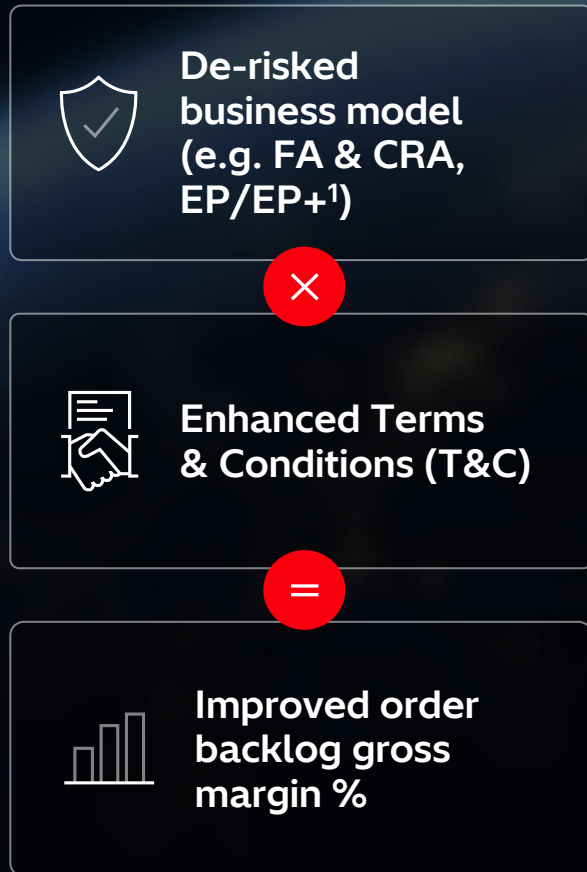 De-risked
business model
(e.g. FA & CRA,
EP/EP+¹)
×
Enhanced Terms
& Conditions (T&C)
=
Improved order
backlog gross
margin %